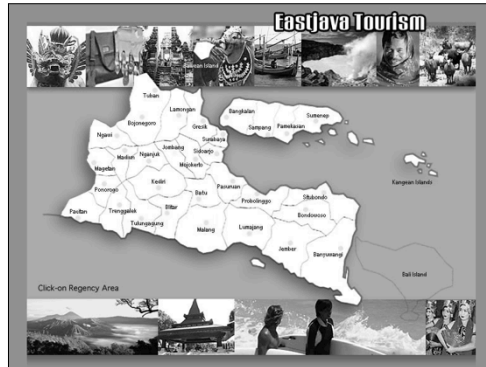 Eastjava Tourism
Bawean Island
Tuban
Lamongan
Bojonegoro
Gresik
Surabaya
Bangkalan
Sampang
Pamekasan
Sumenep
Ngawi
Madiun
Nganjuk
Jombang
Sidoarjo
Mojokerto
Magetan
Ponorogo
Kediri
Batu
Pasuruan
Probolinggo
Situbondo
Bondowoso
Kangean Islands
Pacitan
Trenggalek
Tulungagung
Blitar
Malang
Lumajang
Jember
Banyuwangi
Bali Island
Click-on Regency Area